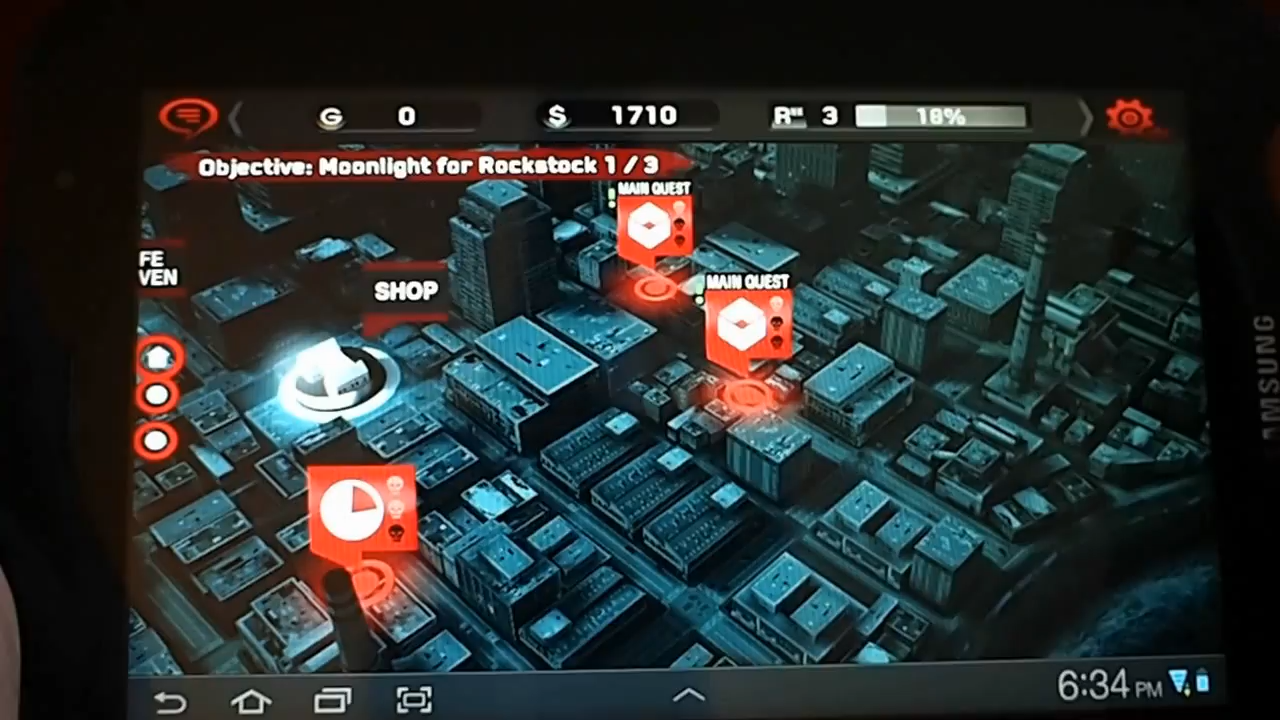 G 0 $ 1710 3 18%
Objective: Moonlight for Rockstock 1 / 3
MAIN QUEST
MAIN QUEST
FE
VEN
SHOP
SAMSUNG
6:34 PM